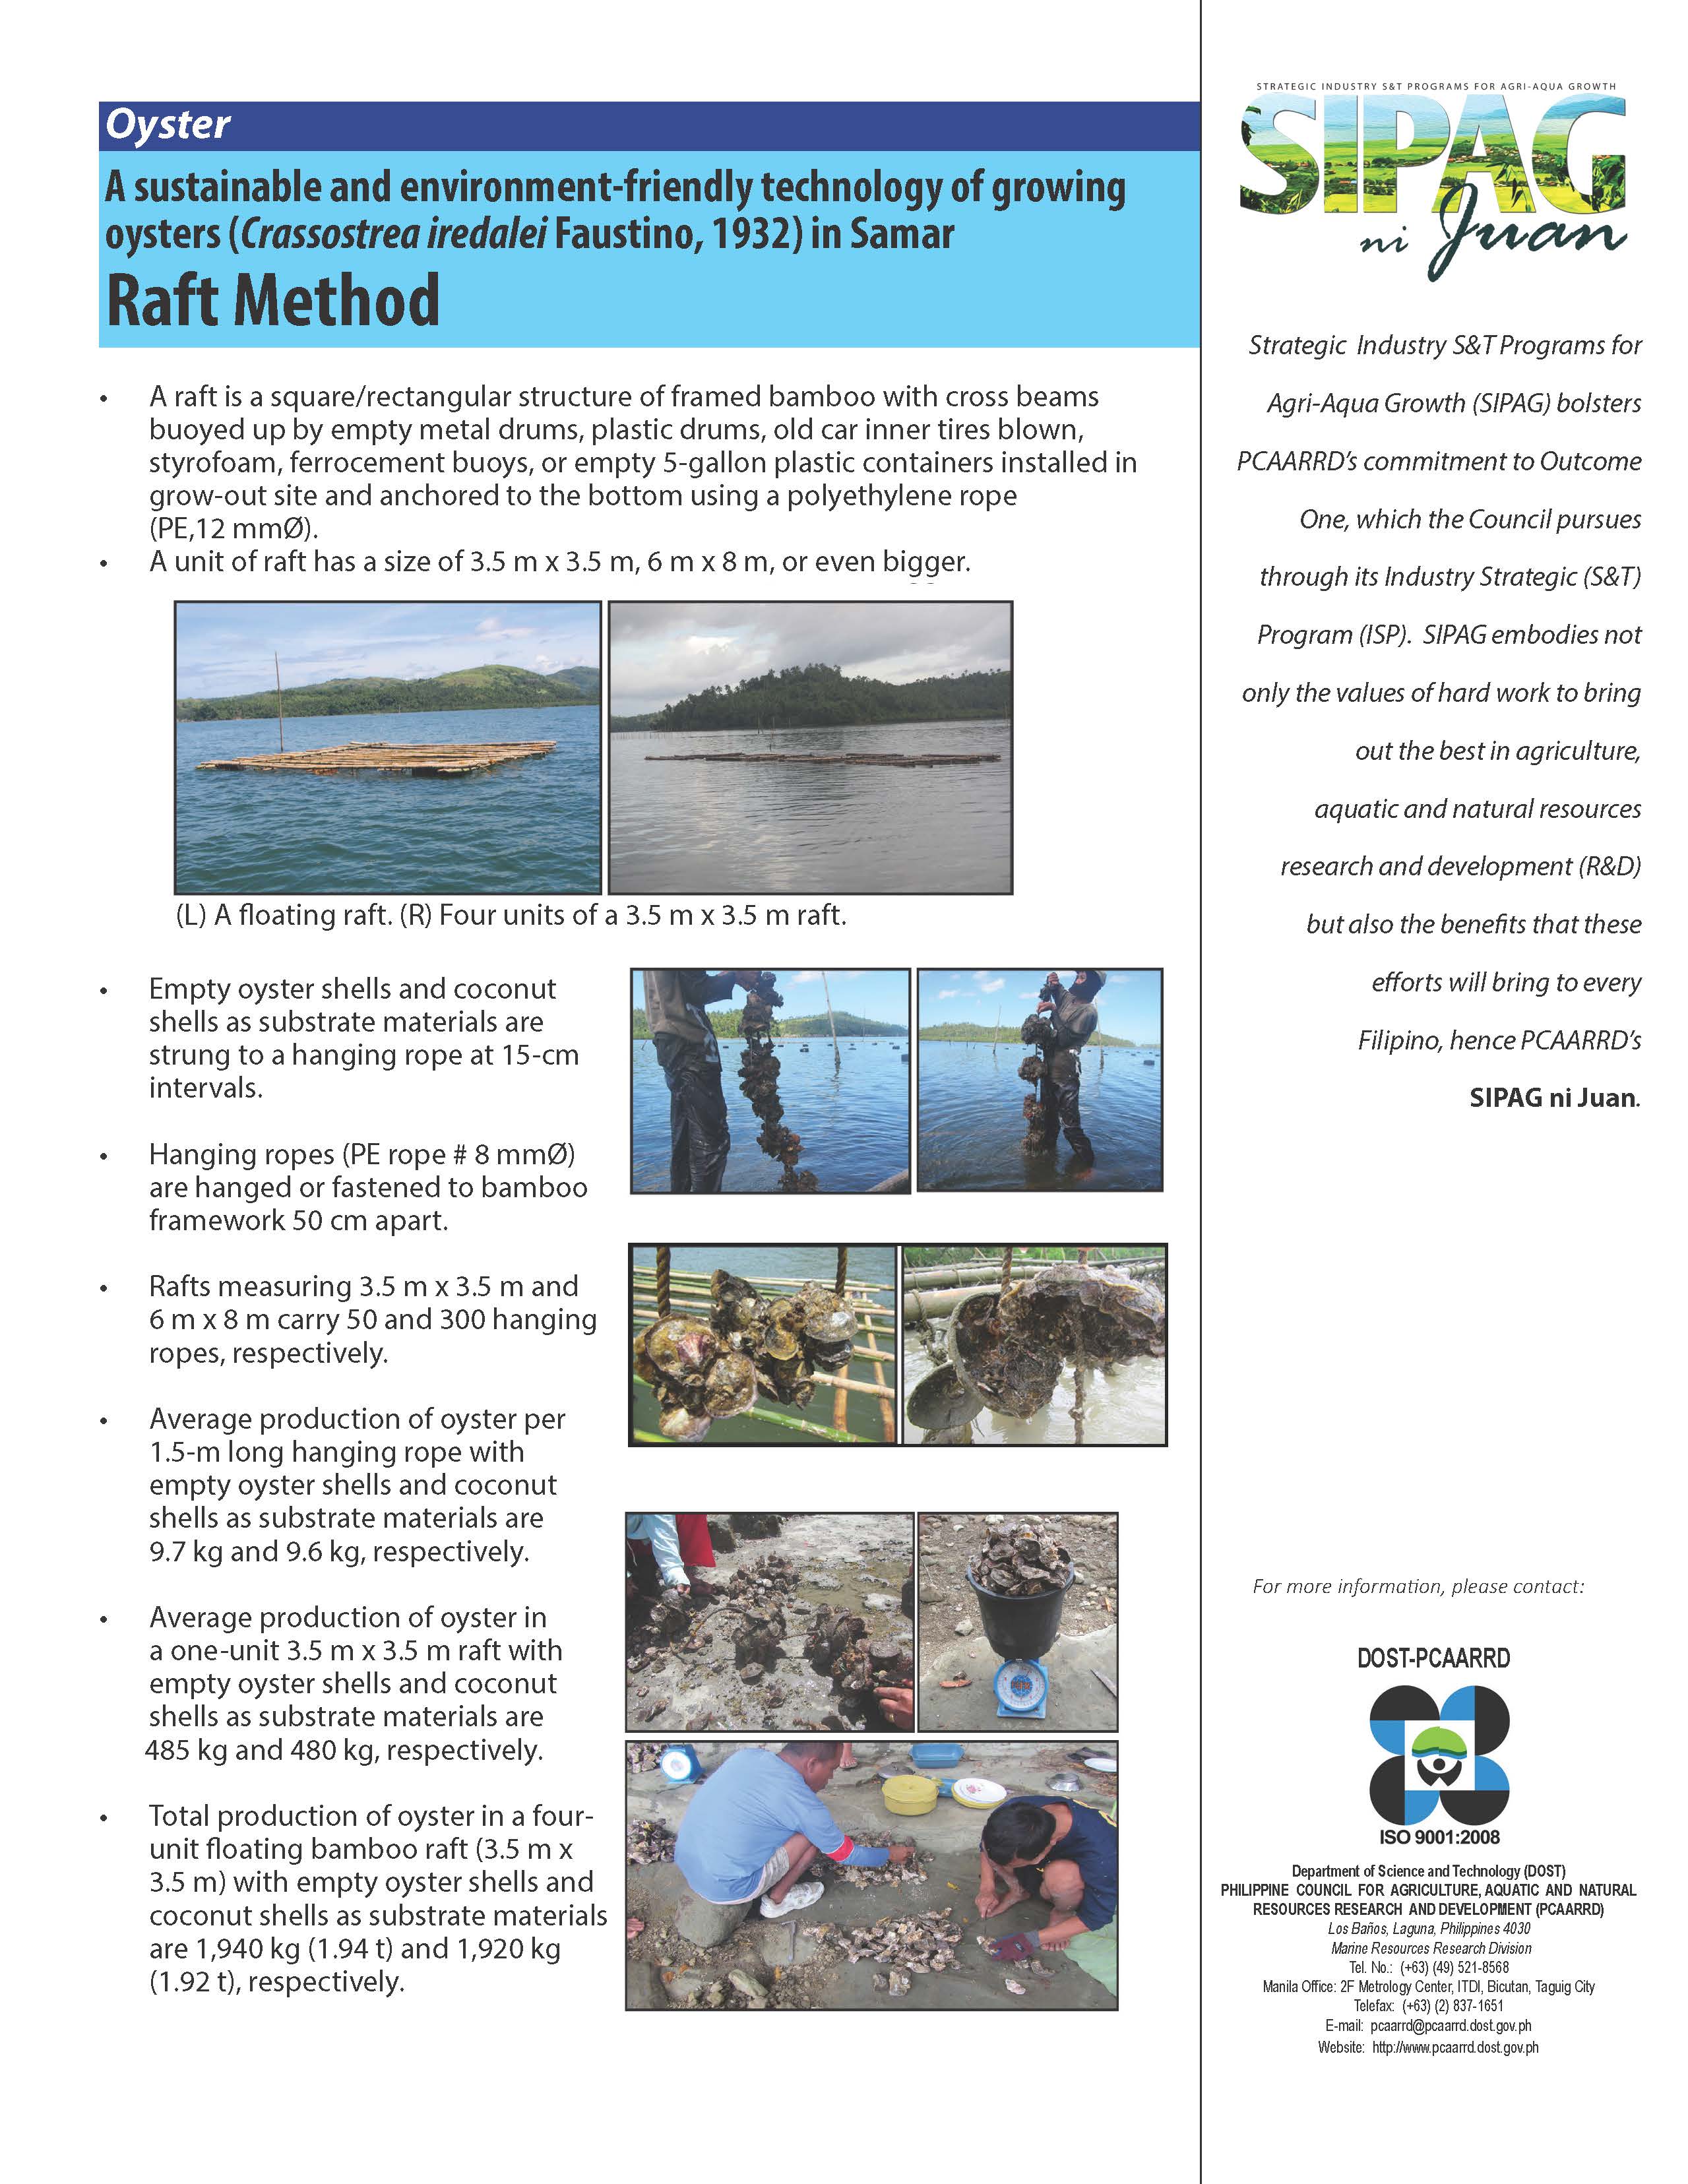 Oyster
A sustainable and environment-friendly technology of growing
oysters (Crassostrea iredalei Faustino, 1932) in Samar
Raft Method
• A raft is a square/rectangular structure of framed bamboo with cross beams
buoyed up by empty metal drums, plastic drums, old car inner tires blown,
styrofoam, ferrocement buoys, or empty 5-gallon plastic containers installed in
grow-out site and anchored to the bottom using a polyethylene rope
(PE,12 mmØ).
• A unit of raft has a size of 3.5 m x 3.5 m, 6 m x 8 m, or even bigger.
(L) A floating raft. (R) Four units of a 3.5 m x 3.5 m raft.
• Empty oyster shells and coconut
shells as substrate materials are
strung to a hanging rope at 15-cm
intervals.
• Hanging ropes (PE rope # 8 mmØ)
are hanged or fastened to bamboo
framework 50 cm apart.
• Rafts measuring 3.5 m x 3.5 m and
6 m x 8 m carry 50 and 300 hanging
ropes, respectively.
• Average production of oyster per
1.5-m long hanging rope with
empty oyster shells and coconut
shells as substrate materials are
9.7 kg and 9.6 kg, respectively.
• Average production of oyster in
a one-unit 3.5 m x 3.5 m raft with
empty oyster shells and coconut
shells as substrate materials are
485 kg and 480 kg, respectively.
• Total production of oyster in a four-
unit floating bamboo raft (3.5 m x
3.5 m) with empty oyster shells and
coconut shells as substrate materials
are 1,940 kg (1.94 t) and 1,920 kg
(1.92 t), respectively.
STRATEGIC INDUSTRY S&T PROGRAMS FOR AGRI-AQUA GROWTH
SIPAG
ni Juan
Strategic Industry S&T Programs for
Agri-Aqua Growth (SIPAG) bolsters
PCAARRD's commitment to Outcome
One, which the Council pursues
through its Industry Strategic (S&T)
Program (ISP). SIPAG embodies not
only the values of hard work to bring
out the best in agriculture,
aquatic and natural resources
research and development (R&D)
but also the benefits that these
efforts will bring to every
Filipino, hence PCAARRD's
SIPAG ni Juan.
For more information, please contact:
DOST-PCAARRD
ISO 9001:2008
Department of Science and Technology (DOST)
PHILIPPINE COUNCIL FOR AGRICULTURE, AQUATIC AND NATURAL
RESOURCES RESEARCH AND DEVELOPMENT (PCAARRD)
Los Baños, Laguna, Philippines 4030
Marine Resources Research Division
Tel. No.: (+63) (49) 521-8568
Manila Office: 2F Metrology Center, ITDI, Bicutan, Taguig City
Telefax: (+63) (2) 837-1651
E-mail: pcaarrd@pcaarrd.dost.gov.ph
Website: http://www.pcaarrd.dost.gov.ph